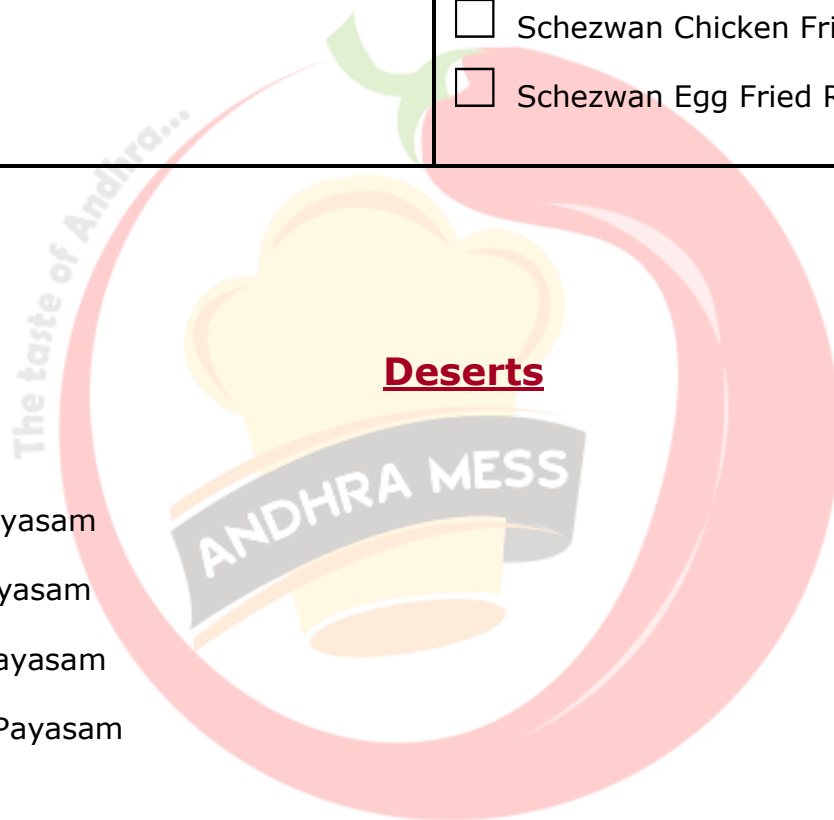 Schezwan Chicken Fri
Schezwan Egg Fried R
The taste of Andhra...
Deserts
ANDHRA MESS
yasam
yasam
ayasam
Payasam